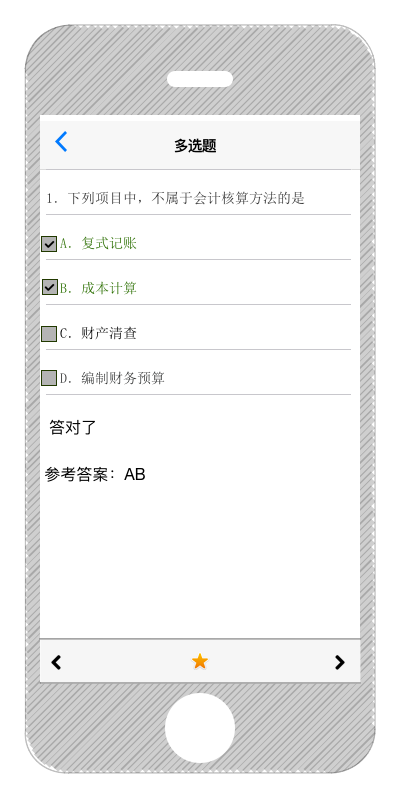 多选题
1. 下列项目中，不属于会计核算方法的是
A. 复式记账
B. 成本计算
C. 财产清查
D. 编制财务预算
答对了
参考答案：AB